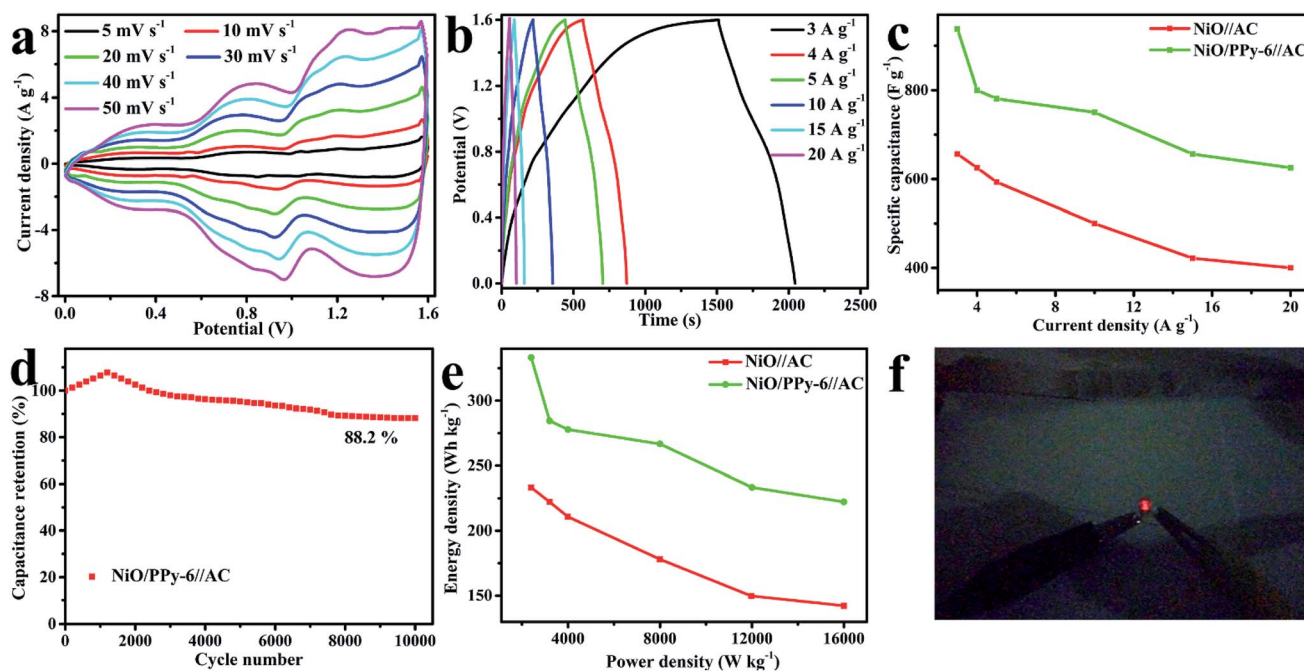 a
5 mV s⁻¹ 10 mV s⁻¹
20 mV s⁻¹ 30 mV s⁻¹
40 mV s⁻¹
50 mV s⁻¹
Current density (A g⁻¹)
8
4
0
-4
-8
0.0 0.4 0.8 1.2 1.6
Potential (V)
b
3 A g⁻¹
4 A g⁻¹
5 A g⁻¹
10 A g⁻¹
15 A g⁻¹
20 A g⁻¹
Potential (V)
1.6
1.2
0.8
0.4
0.0
0 500 1000 1500 2000 2500
Time (s)
c
NiO//AC
NiO/PPy-6//AC
Specific capacitance (F g⁻¹)
800
600
400
4 8 12 16 20
Current density (A g⁻¹)
d
Capacitance retention (%)
120
100
80
60
40
20
0
88.2 %
NiO/PPy-6//AC
0 2000 4000 6000 8000 10000
Cycle number
e
NiO//AC
NiO/PPy-6//AC
Energy density (Wh kg⁻¹)
300
250
200
150
4000 8000 12000 16000
Power density (W kg⁻¹)
f